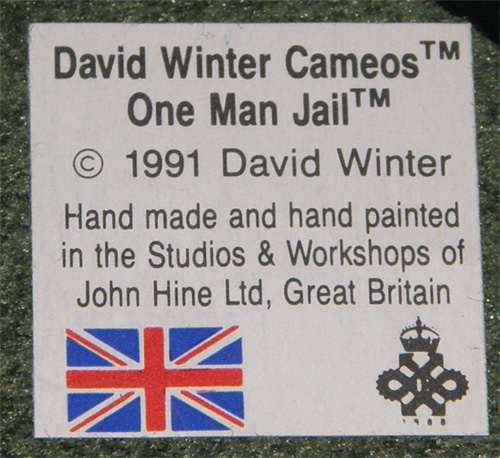 David Winter Cameos™
One Man Jail™
© 1991 David Winter
Hand made and hand painted
in the Studios & Workshops of
John Hine Ltd, Great Britain
1988